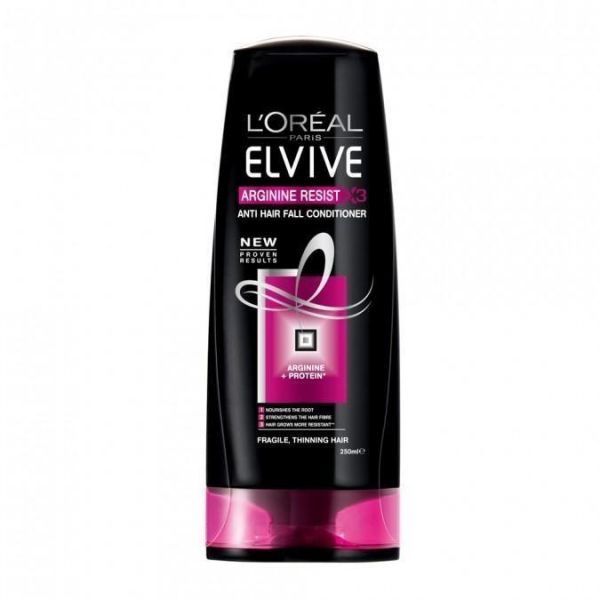 L'ORÉAL
PARIS
ELVIVE
ARGININE RESIST X3
ANTI HAIR FALL CONDITIONER
NEW
PROVEN
RESULTS
ARGININE
+ PROTEIN*
1 NOURISHES THE ROOT
2 STRENGTHENS THE HAIR FIBRE
3 HAIR GROWS MORE RESISTANT**
FRAGILE, THINNING HAIR
250ml℮